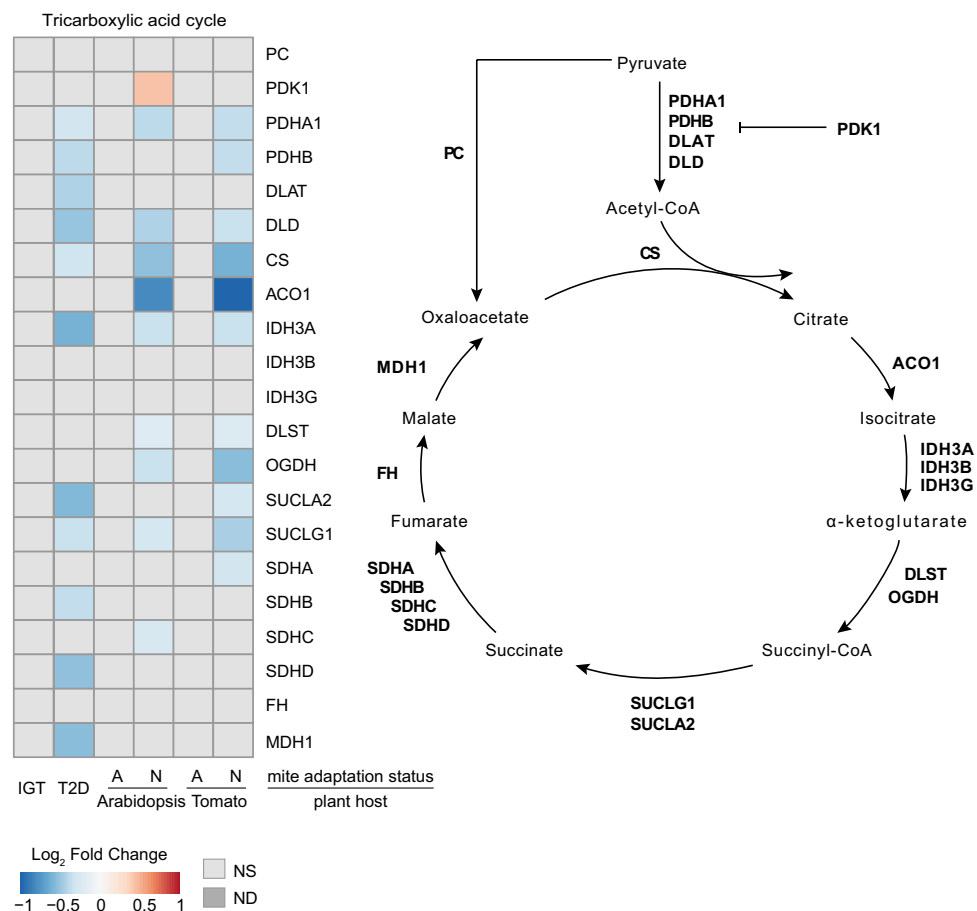 Tricarboxylic acid cycle
PC
PDK1
PDHA1
PDHB
DLAT
DLD
CS
ACO1
IDH3A
IDH3B
IDH3G
DLST
OGDH
SUCLA2
SUCLG1
SDHA
SDHB
SDHC
SDHD
FH
MDH1
IGT T2D A N A N mite adaptation status
Arabidopsis Tomato plant host
Log2 Fold Change
−1 −0.5 0 0.5 1
NS
ND
Pyruvate
PDHA1
PDHB
DLAT
DLD
PDK1
PC
Acetyl-CoA
CS
Oxaloacetate
Citrate
MDH1
ACO1
Malate
Isocitrate
FH
IDH3A
IDH3B
IDH3G
Fumarate
α-ketoglutarate
SDHA
SDHB
SDHC
SDHD
DLST
OGDH
Succinate
Succinyl-CoA
SUCLG1
SUCLA2